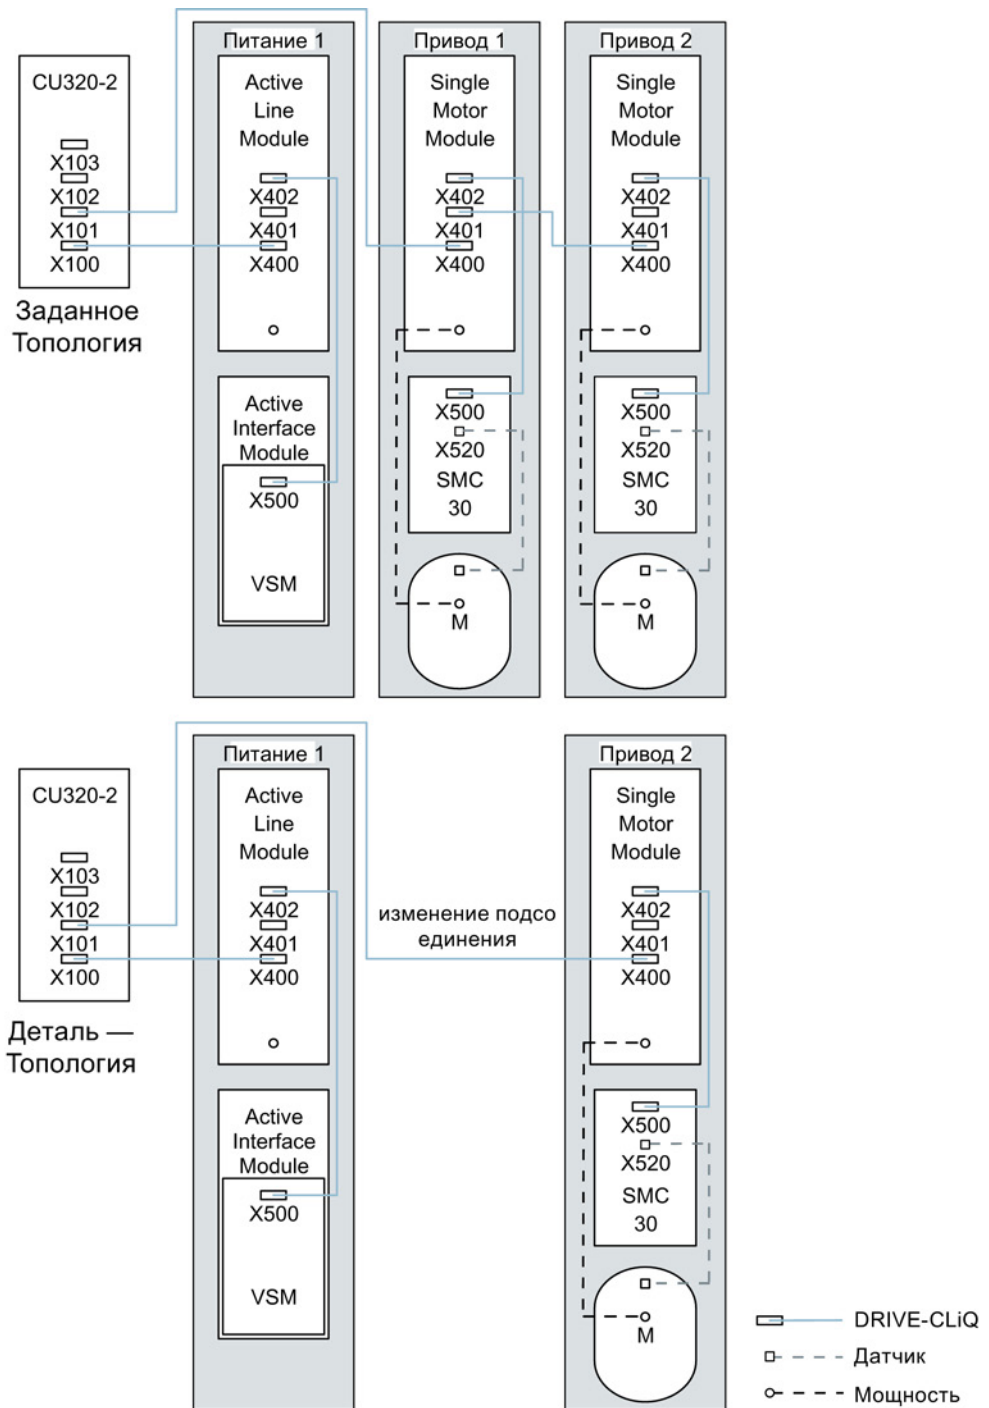 Питание 1
Привод 1
Привод 2
CU320-2
X103
X102
X101
X100
Заданное
Топология
Active
Line
Module
X402
X401
X400
Active
Interface
Module
X500
VSM
Single
Motor
Module
X402
X401
X400
X500
X520
SMC
30
M
Single
Motor
Module
X402
X401
X400
X500
X520
SMC
30
M
Питание 1
Привод 2
CU320-2
X103
X102
X101
X100
Деталь —
Топология
Active
Line
Module
X402
X401
X400
Active
Interface
Module
X500
VSM
изменение подсо
единения
Single
Motor
Module
X402
X401
X400
X500
X520
SMC
30
M
DRIVE-CLiQ
Датчик
Мощность